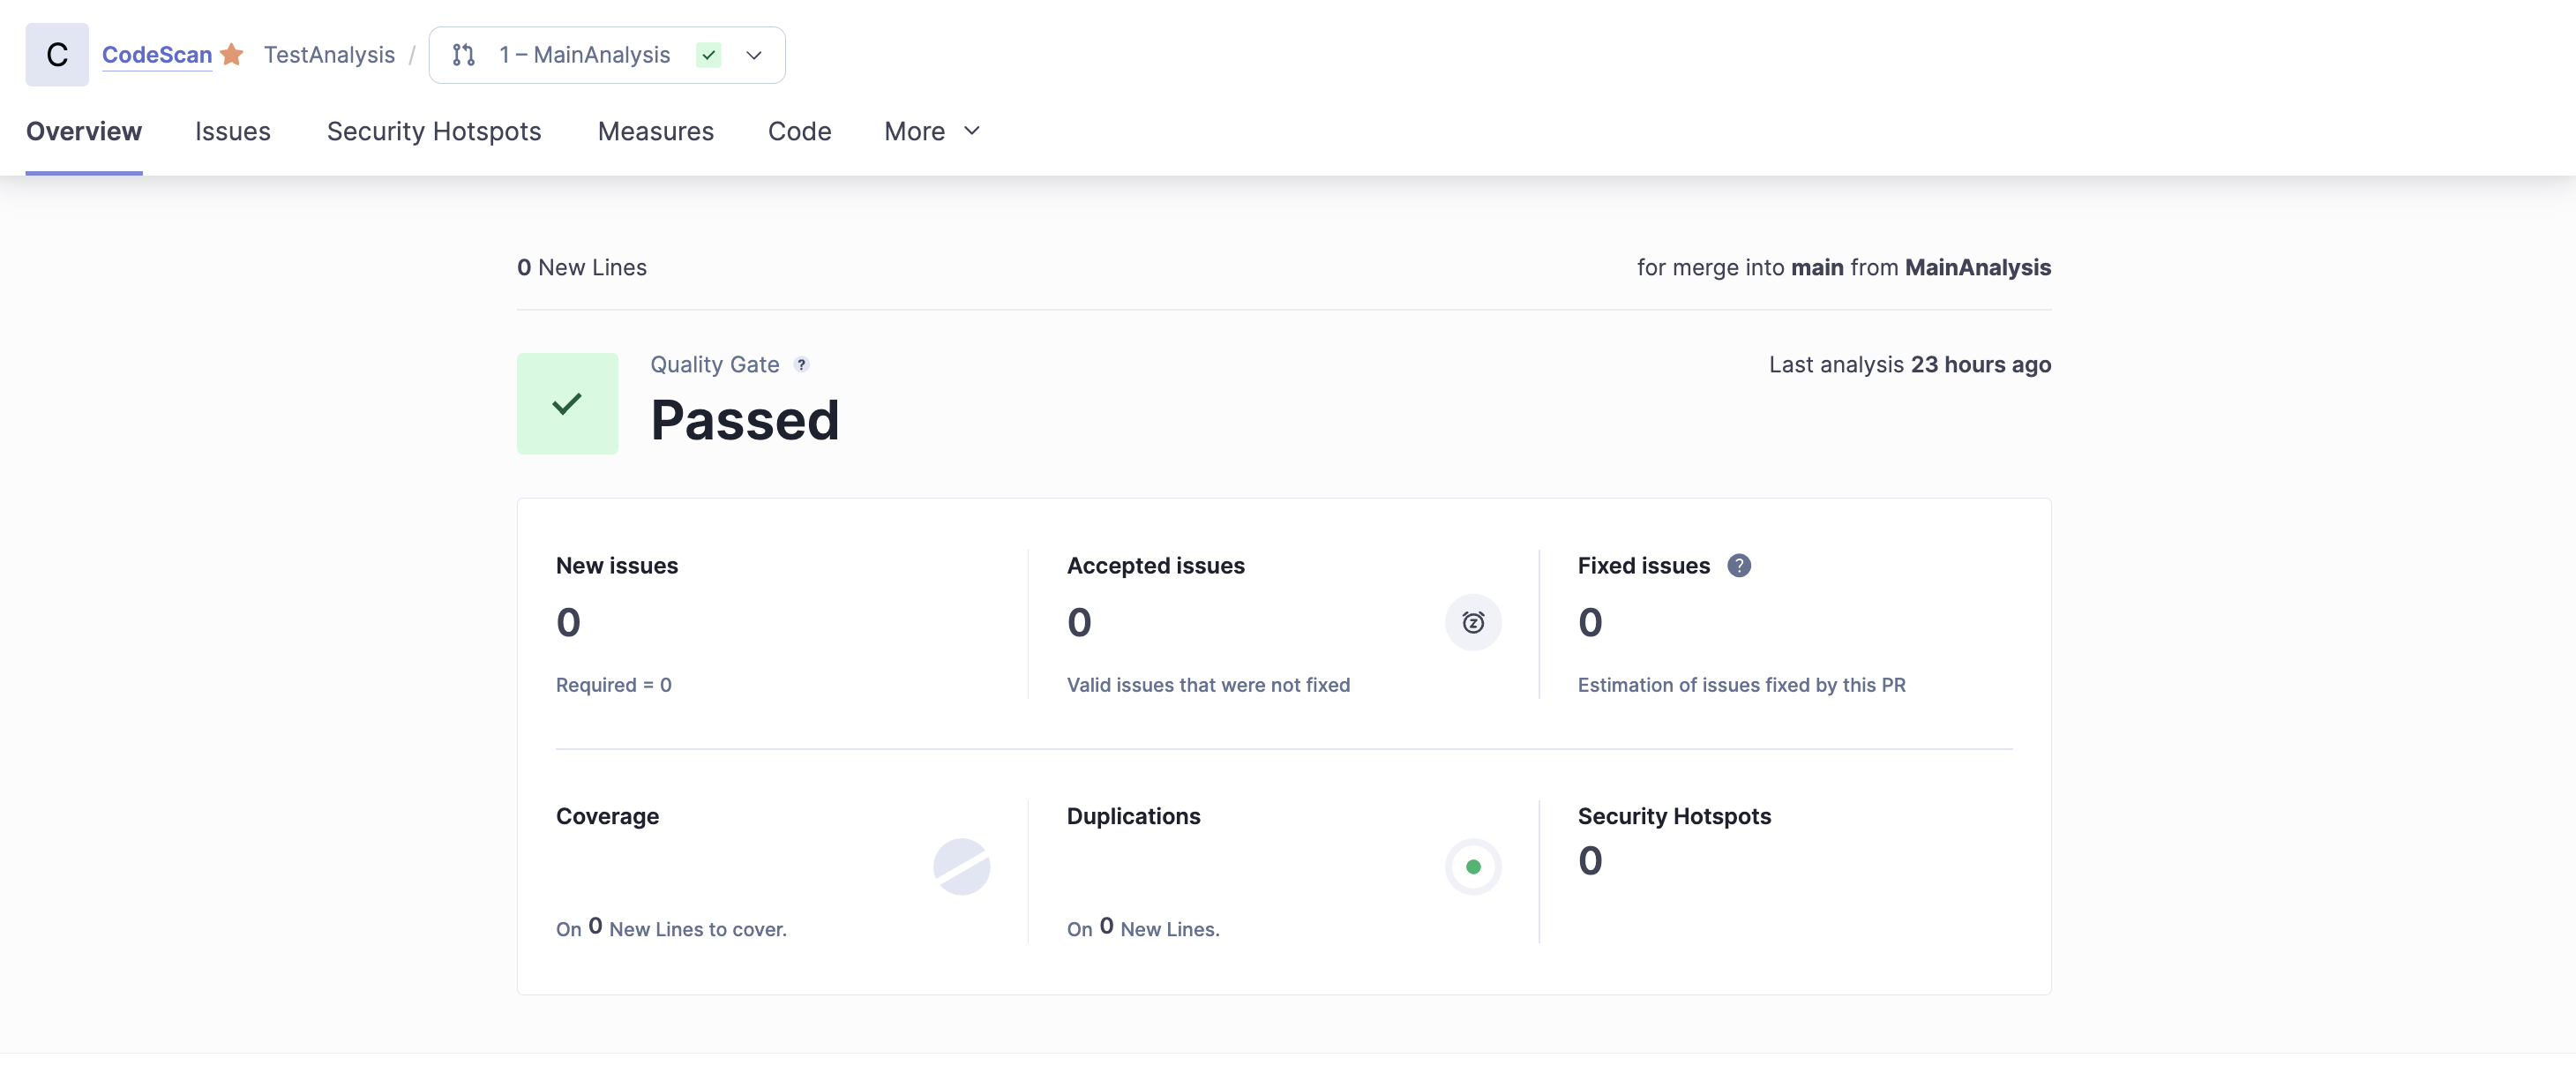 C CodeScan TestAnalysis / 1 – MainAnalysis
Overview Issues Security Hotspots Measures Code More
0 New Lines for merge into main from MainAnalysis
Quality Gate ? Last analysis 23 hours ago
Passed
New issues Accepted issues Fixed issues ?
0 0 z 0
Required = 0 Valid issues that were not fixed Estimation of issues fixed by this PR
Coverage Duplications Security Hotspots
0
On 0 New Lines to cover. On 0 New Lines.